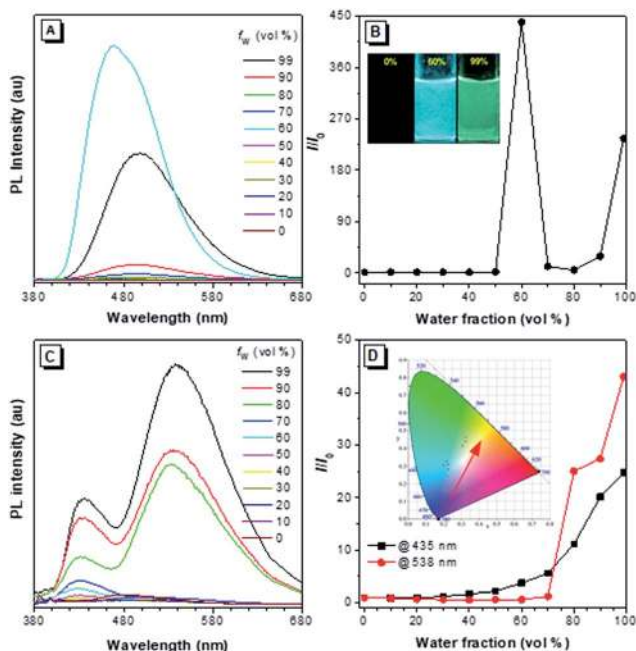 A
f_w (vol %)
99
90
80
70
60
50
40
30
20
10
0
PL Intensity (au)
380 480 580 680
Wavelength (nm)
B
0% 60% 99%
450
360
270
180
90
0
I/I0
0 20 40 60 80 100
Water fraction (vol %)
C
f_w (vol %)
99
90
80
70
60
50
40
30
20
10
0
PL intensity (au)
380 480 580 680
Wavelength (nm)
D
50
40
30
20
10
0
I/I0
@435 nm
@538 nm
0 20 40 60 80 100
Water fraction (vol %)